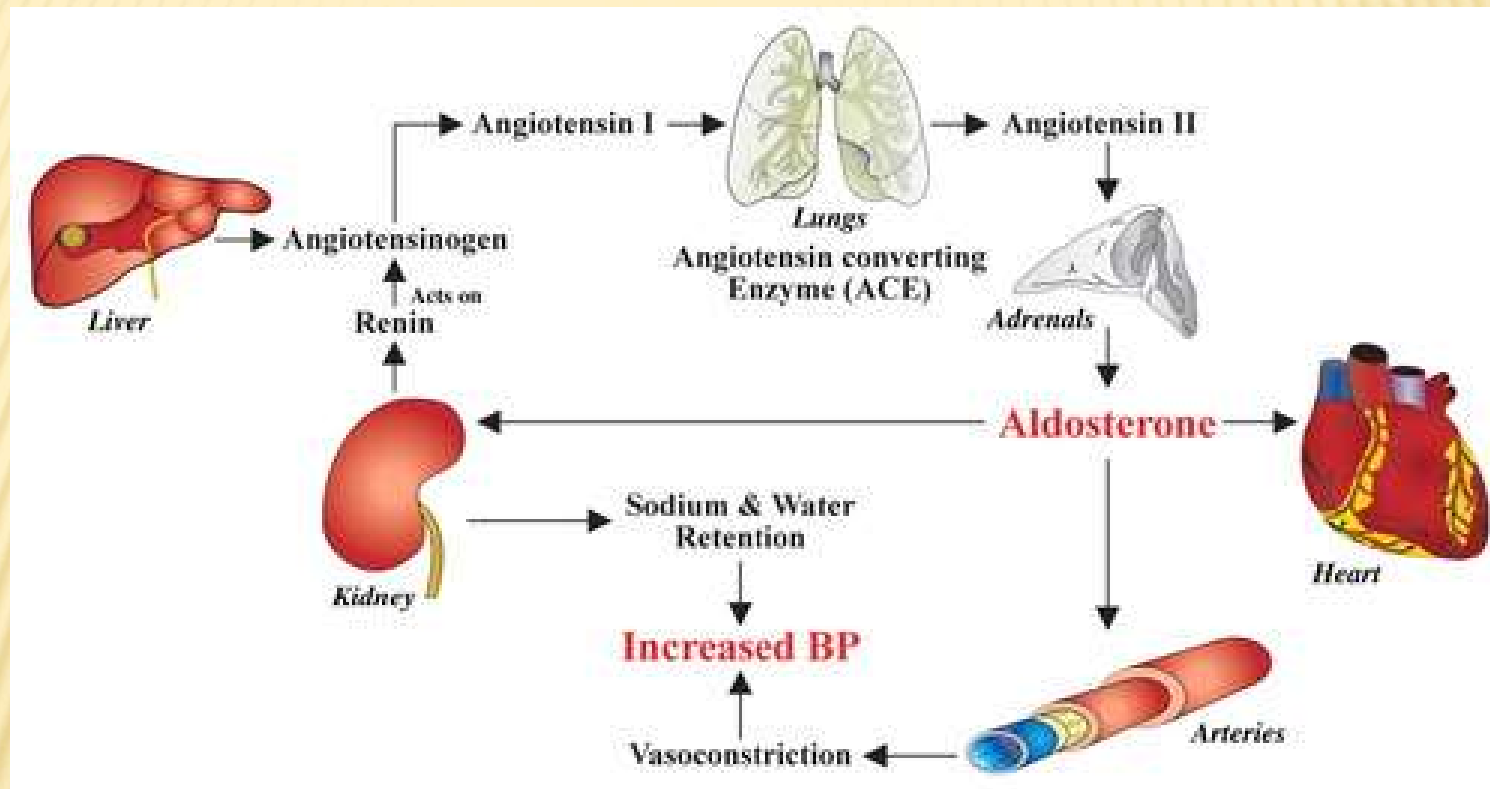 Angiotensin I
Angiotensin II
Lungs
Angiotensinogen
Angiotensin converting
Enzyme (ACE)
Acts on
Renin
Liver
Adrenals
Aldosterone
Sodium & Water
Retention
Kidney
Heart
Increased BP
Arteries
Vasoconstriction